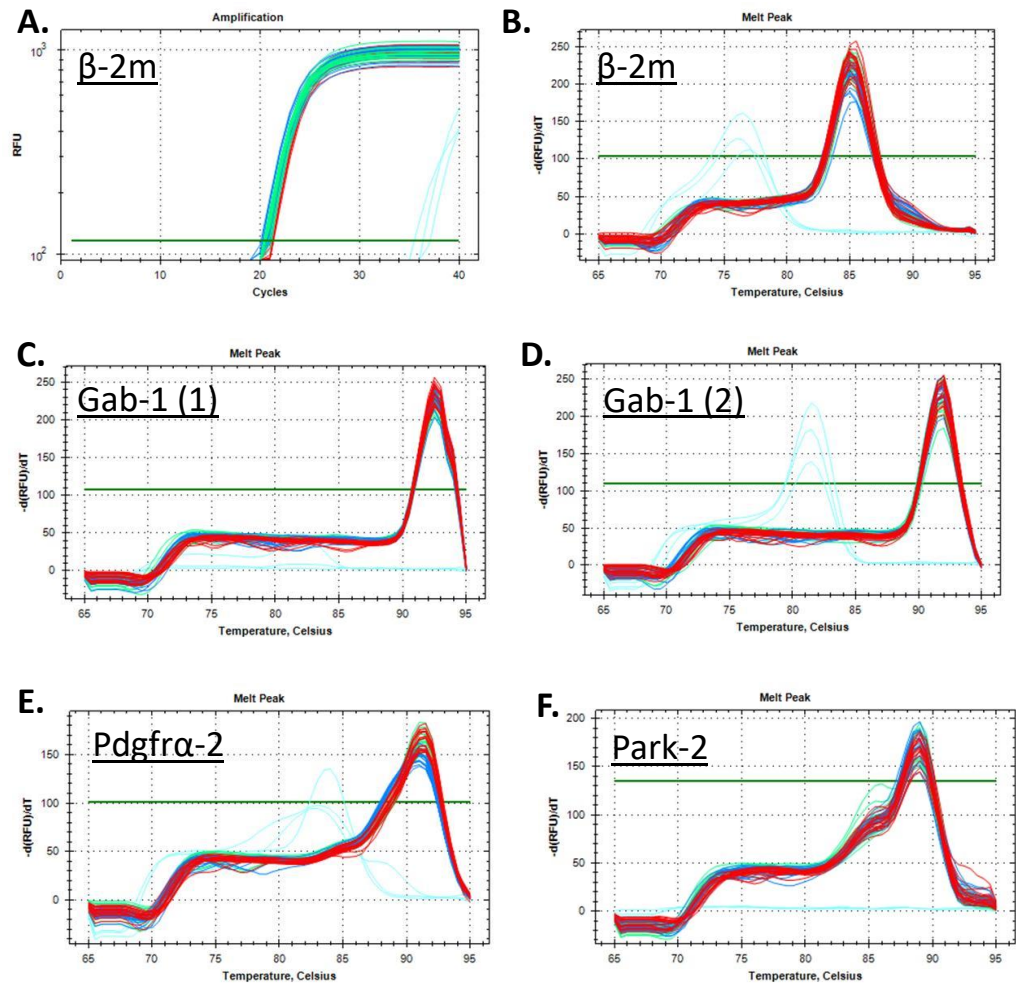 A.
Amplification
β-2m
10³
10²
RFU
0
10
20
30
40
Cycles
B.
Melt Peak
β-2m
250
200
150
100
50
0
-d(RFU)/dT
65
70
75
80
85
90
95
Temperature, Celsius
C.
Melt Peak
Gab-1 (1)
250
200
150
100
50
0
-d(RFU)/dT
65
70
75
80
85
90
95
Temperature, Celsius
D.
Melt Peak
Gab-1 (2)
250
200
150
100
50
0
-d(RFU)/dT
65
70
75
80
85
90
95
Temperature, Celsius
E.
Melt Peak
Pdgfrα-2
150
100
50
0
-d(RFU)/dT
65
70
75
80
85
90
95
Temperature, Celsius
F.
Melt Peak
Park-2
200
150
100
50
0
-d(RFU)/dT
65
70
75
80
85
90
95
Temperature, Celsius